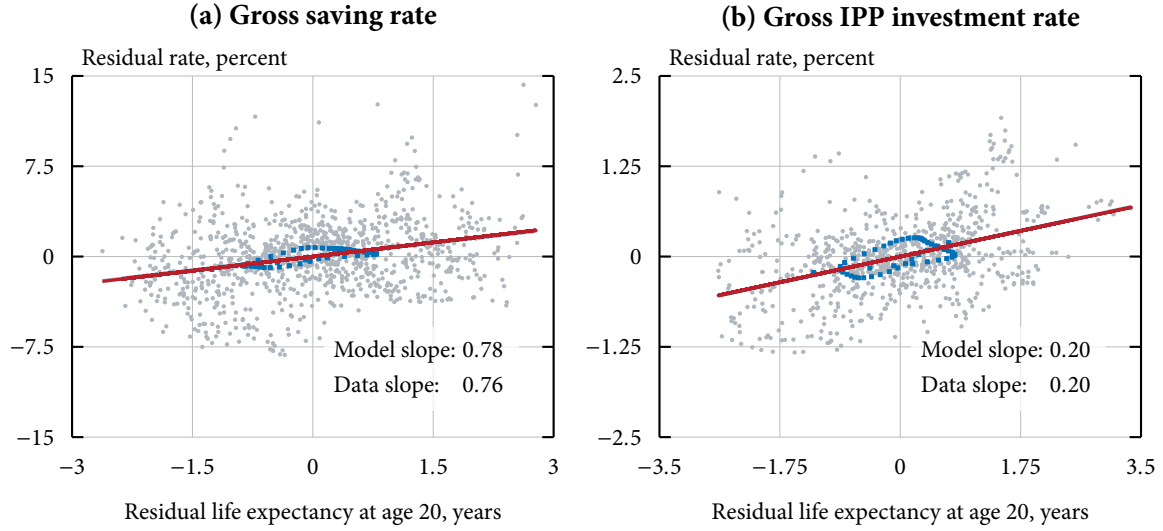 (a) Gross saving rate
Residual rate, percent
15
7.5
0
−7.5
−15
−3
−1.5
0
1.5
3
Model slope: 0.78
Data slope: 0.76
Residual life expectancy at age 20, years
(b) Gross IPP investment rate
Residual rate, percent
2.5
1.25
0
−1.25
−2.5
−3.5
−1.75
0
1.75
3.5
Model slope: 0.20
Data slope: 0.20
Residual life expectancy at age 20, years